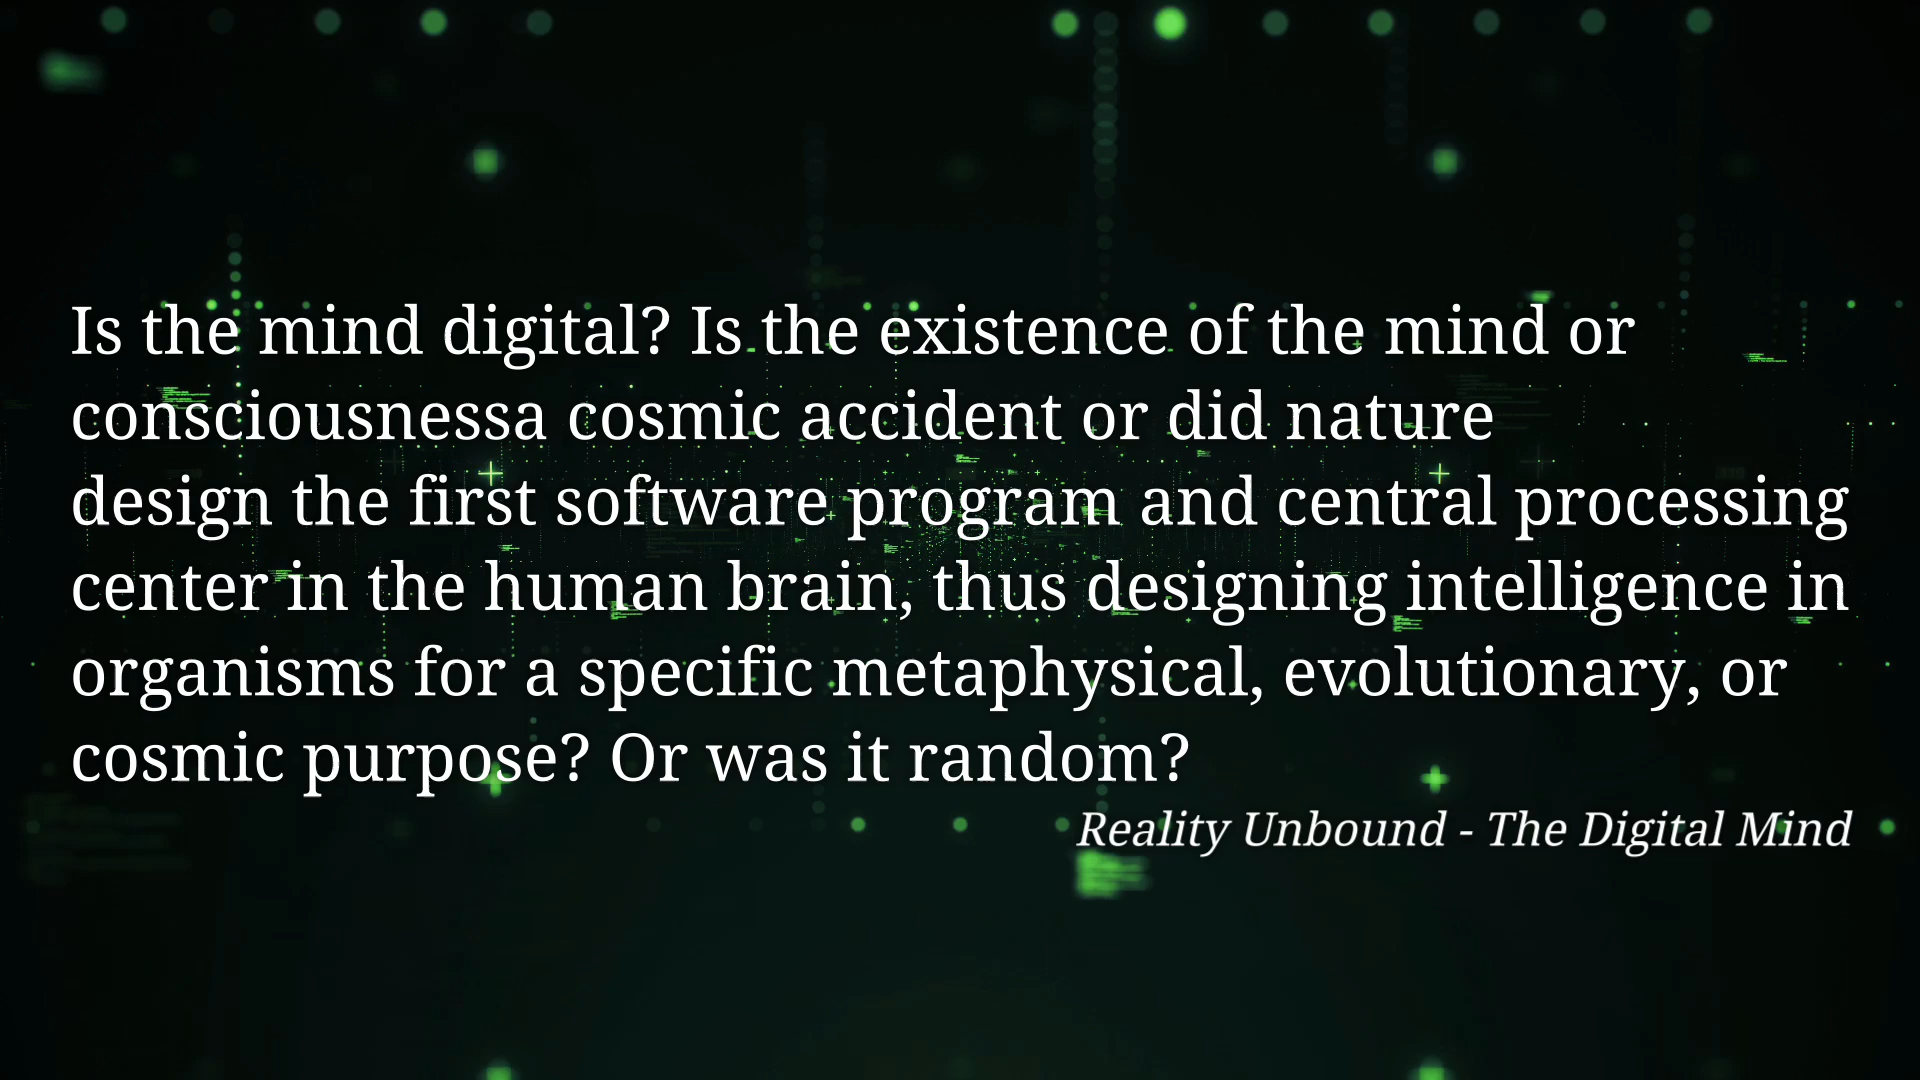 Is the mind digital? Is the existence of the mind or
consciousnessa cosmic accident or did nature
design the first software program and central processing
center in the human brain, thus designing intelligence in
organisms for a specific metaphysical, evolutionary, or
cosmic purpose? Or was it random?
Reality Unbound - The Digital Mind